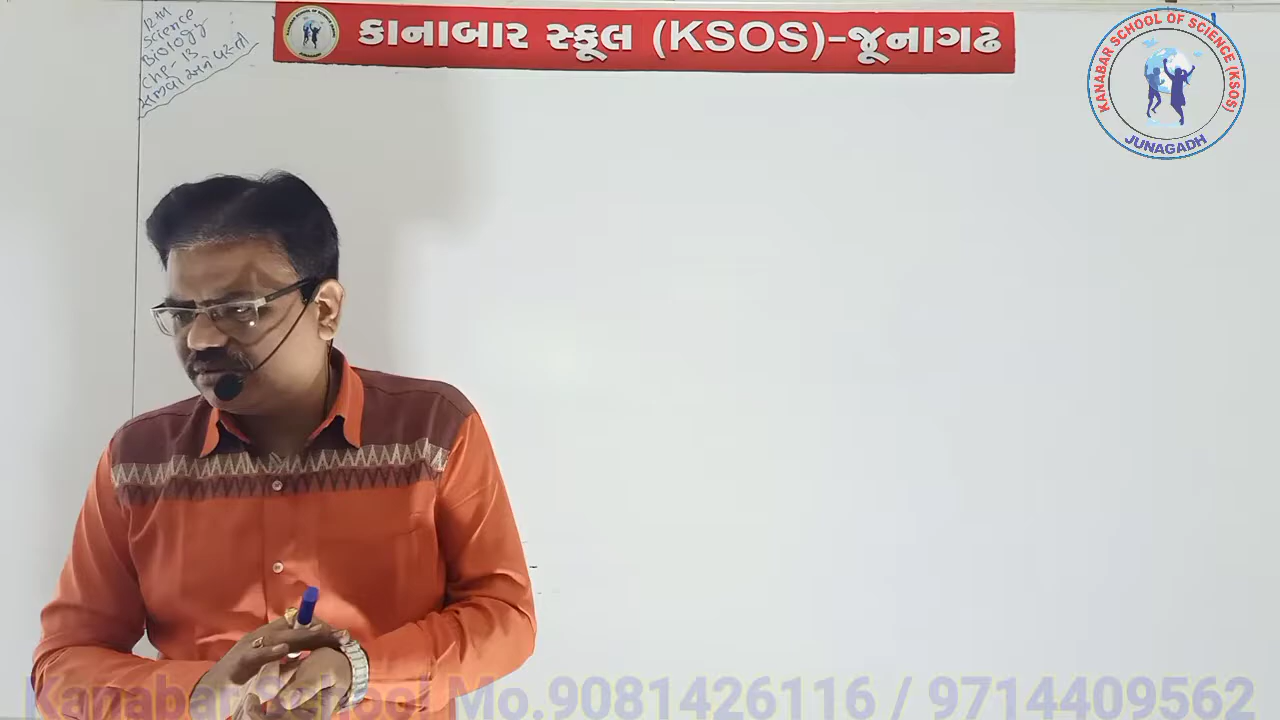 12th
Science
Biology
Chp-13.
સજીવો અને વસ્તી
કાનાબાર સ્કૂલ (KSOS)-જૂનાગઢ
KANABAR SCHOOL OF SCIENCE (KSOS)
JUNAGADH
Kanabar School Mo.9081426116 / 9714409562